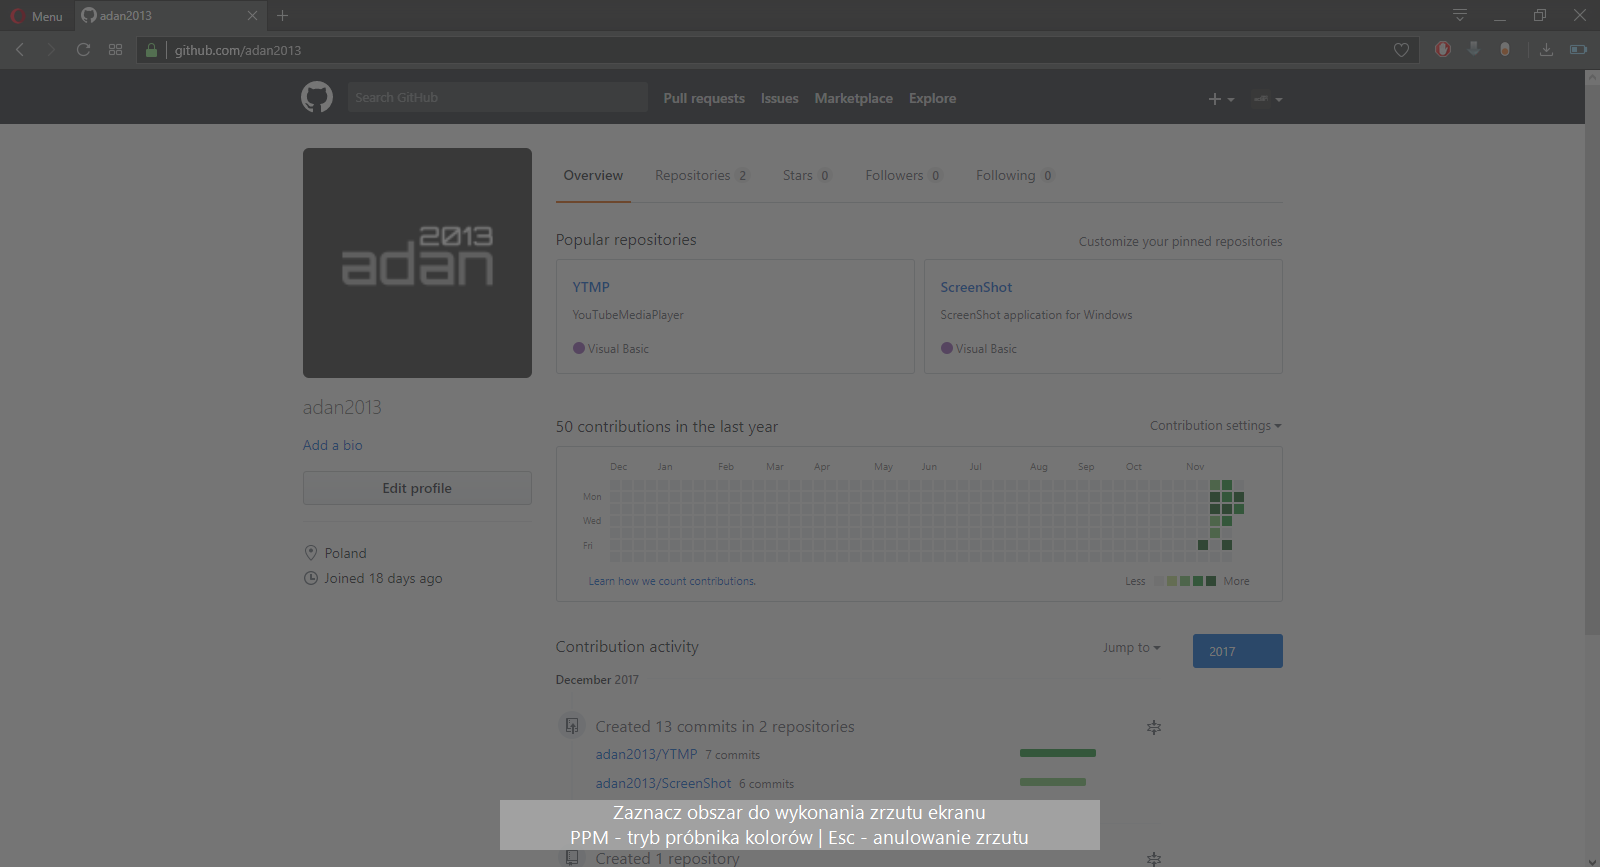 Menu
adan2013
github.com/adan2013
Search GitHub
Pull requests Issues Marketplace Explore
2013
adan
Overview Repositories 2 Stars 0 Followers 0 Following 0
Popular repositories
Customize your pinned repositories
YTMP
YouTubeMediaPlayer
Visual Basic
ScreenShot
ScreenShot application for Windows
Visual Basic
adan2013
Add a bio
Edit profile
Poland
Joined 18 days ago
50 contributions in the last year
Contribution settings
Dec Jan Feb Mar Apr May Jun Jul Aug Sep Oct Nov
Mon
Wed
Fri
Learn how we count contributions.
Less More
Contribution activity
Jump to
2017
December 2017
Created 13 commits in 2 repositories
adan2013/YTMP 7 commits
adan2013/ScreenShot 6 commits
Zaznacz obszar do wykonania zrzutu ekranu
PPM - tryb próbnika kolorów | Esc - anulowanie zrzutu
Created 1 repository